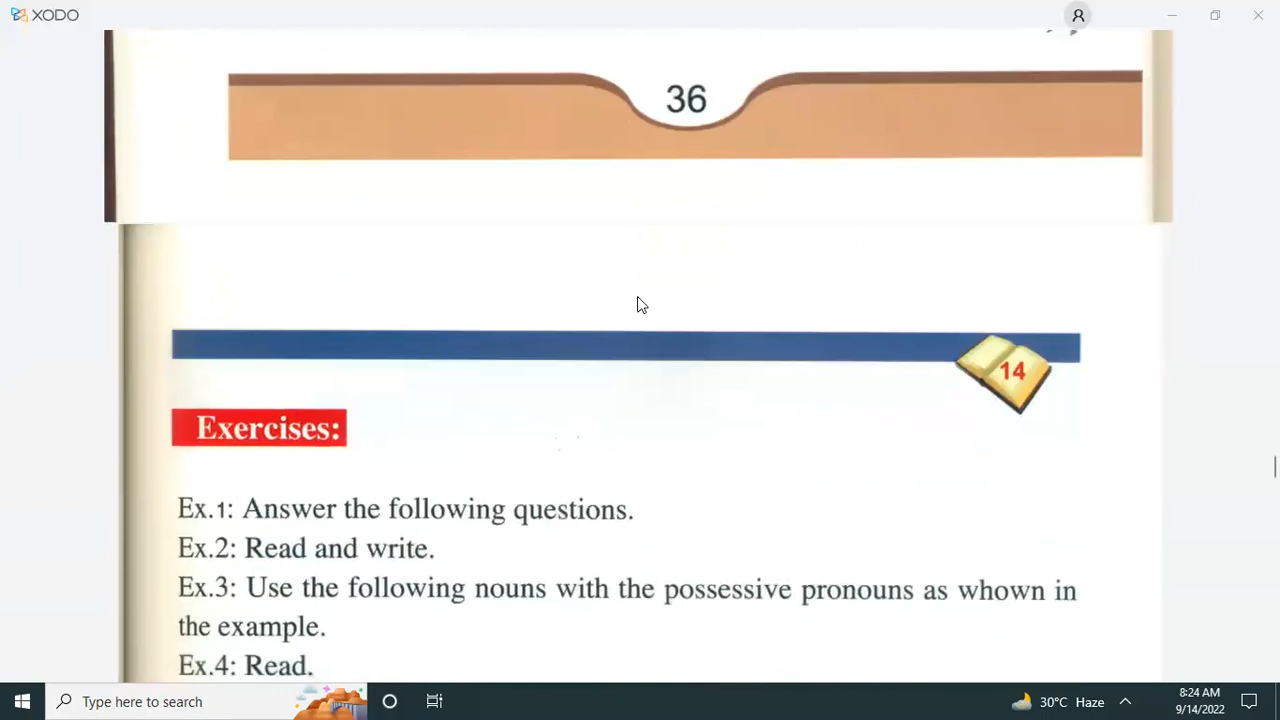 XODO
36
14
Exercises:
Ex.1: Answer the following questions.
Ex.2: Read and write.
Ex.3: Use the following nouns with the possessive pronouns as whown in
the example.
Ex.4: Read.
Type here to search
30°C Haze
8:24 AM
9/14/2022